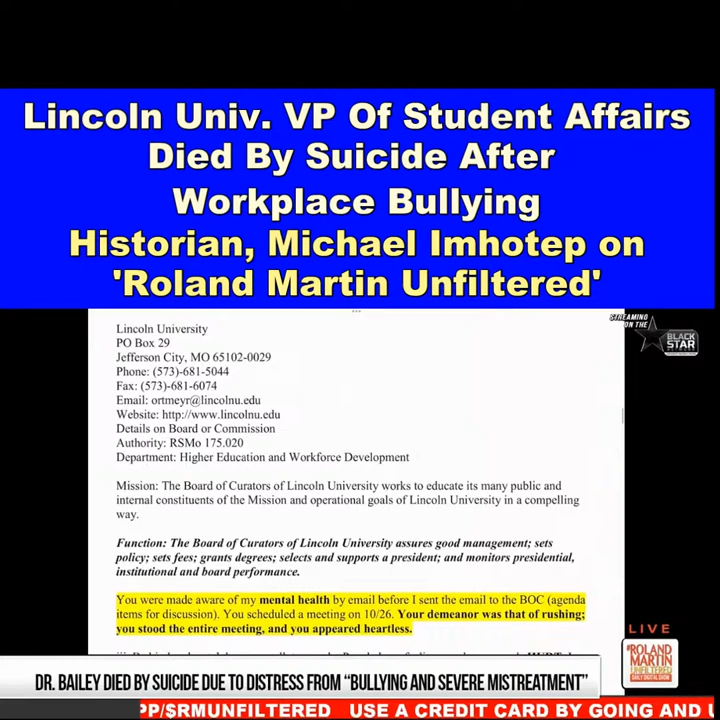 Lincoln Univ. VP Of Student Affairs
Died By Suicide After
Workplace Bullying
Historian, Michael Imhotep on
'Roland Martin Unfiltered'
STREAMING
ON THE
BLACK
STAR
Lincoln University
PO Box 29
Jefferson City, MO 65102-0029
Phone: (573)-681-5044
Fax: (573)-681-6074
Email: ortmeyr@lincolnu.edu
Website: http://www.lincolnu.edu
Details on Board or Commission
Authority: RSMo 175.020
Department: Higher Education and Workforce Development
Mission: The Board of Curators of Lincoln University works to educate its many public and
internal constituents of the Mission and operational goals of Lincoln University in a compelling
way.
Function: The Board of Curators of Lincoln University assures good management; sets
policy; sets fees; grants degrees; selects and supports a president; and monitors presidential,
institutional and board performance.
You were made aware of my mental health by email before I sent the email to the BOC (agenda
items for discussion). You scheduled a meeting on 10/26. Your demeanor was that of rushing;
you stood the entire meeting, and you appeared heartless.
LIVE
#ROLAND
MARTIN
UNFILTERED
DAILY DIGITAL SHOW
DR. BAILEY DIED BY SUICIDE DUE TO DISTRESS FROM “BULLYING AND SEVERE MISTREATMENT”
PP/$RMUNFILTERED USE A CREDIT CARD BY GOING AND U